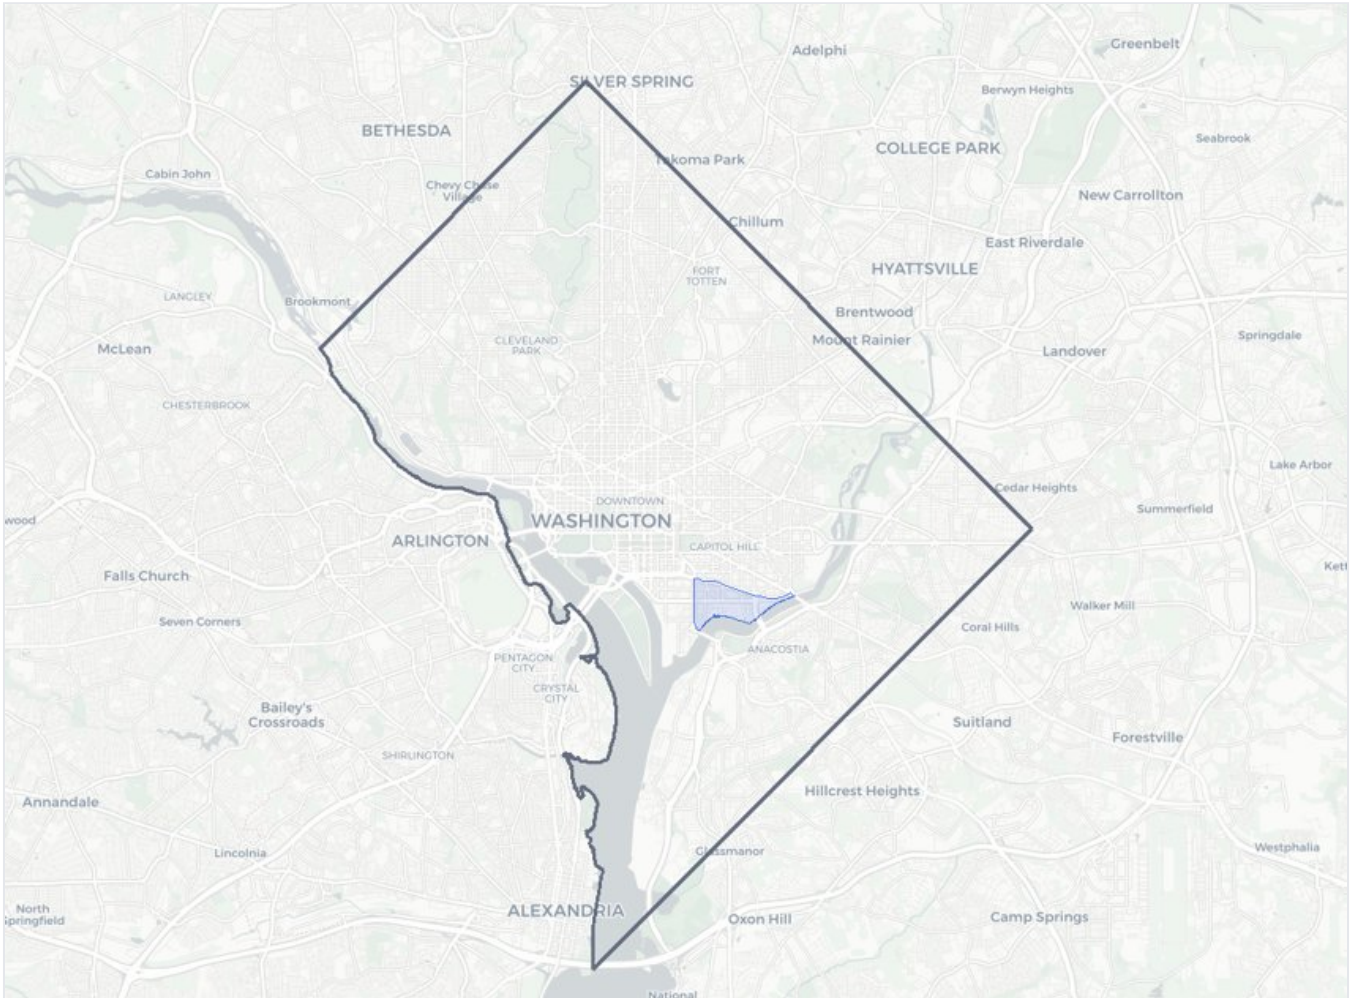 Adelphi
Greenbelt
SILVER SPRING
Berwyn Heights
BETHESDA
Seabrook
COLLEGE PARK
Takoma Park
Cabin John
Chevy Chase
Village
New Carrollton
Chillum
East Riverdale
HYATTSVILLE
FORT
TOTTEN
LANGLEY
Brookmont
Brentwood
Springdale
McLean
CLEVELAND
PARK
Mount Rainier
Landover
CHESTERBROOK
Lake Arbor
Cedar Heights
DOWNTOWN
Summerfield
wood
WASHINGTON
ARLINGTON
CAPITOL HILL
Falls Church
Kett
Walker Mill
Seven Corners
Coral Hills
ANACOSTIA
PENTAGON
CITY
CRYSTAL
CITY
Bailey's
Crossroads
Suitland
Forestville
SHIRLINGTON
Annandale
Hillcrest Heights
Lincolnia
Glassmanor
Westphalia
North
Springfield
ALEXANDRIA
Oxon Hill
Camp Springs
National